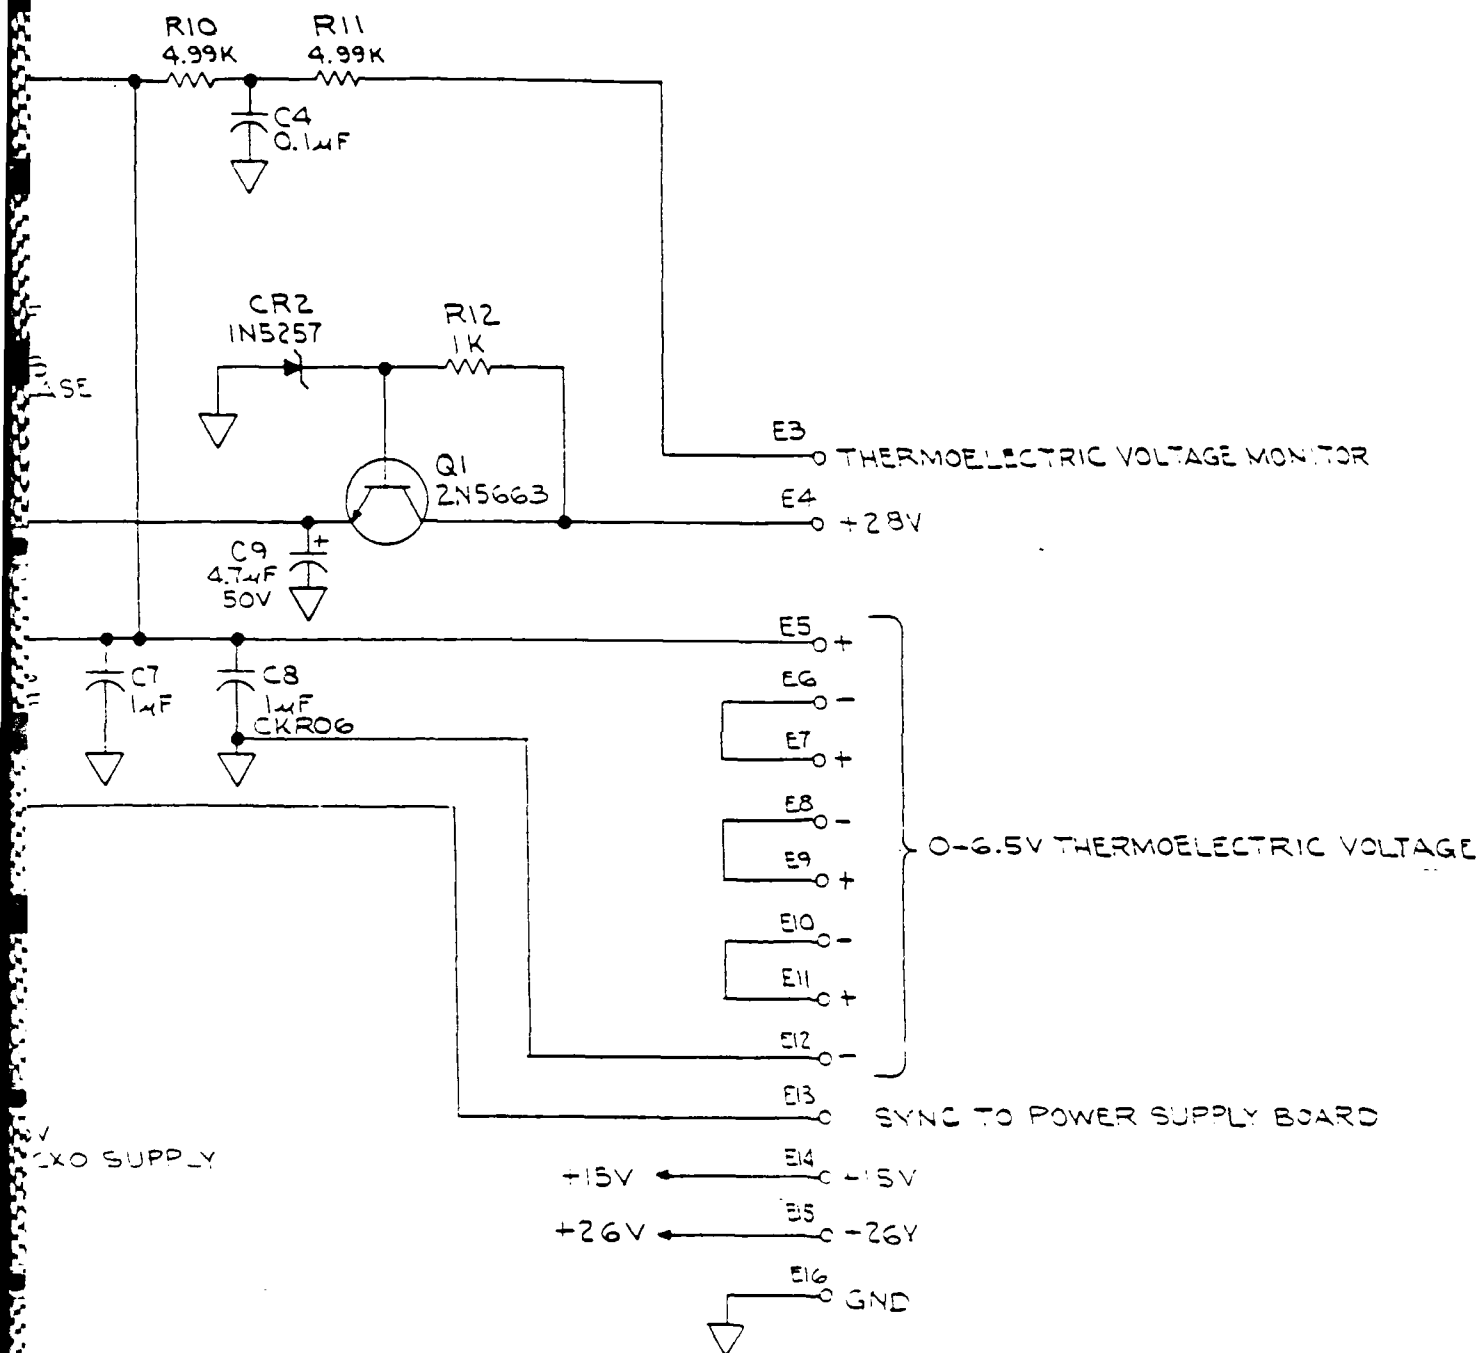 R10
4.99K
R11
4.99K
C4
0.1µF
CR2
1N5257
R12
1K
ASE
Q1
2N5663
E3
THERMOELECTRIC VOLTAGE MONITOR
E4
+28V
C9
4.7µF
50V
+
E5
+
C7
1µF
C8
1µF
CKR06
E6
-
E7
+
E8
-
E9
+
0-6.5V THERMOELECTRIC VOLTAGE
E10
-
E11
+
E12
-
E13
SYNC TO POWER SUPPLY BOARD
V
CXO SUPPLY
+15V
E14
+15V
+26V
E15
+26V
E16
GND